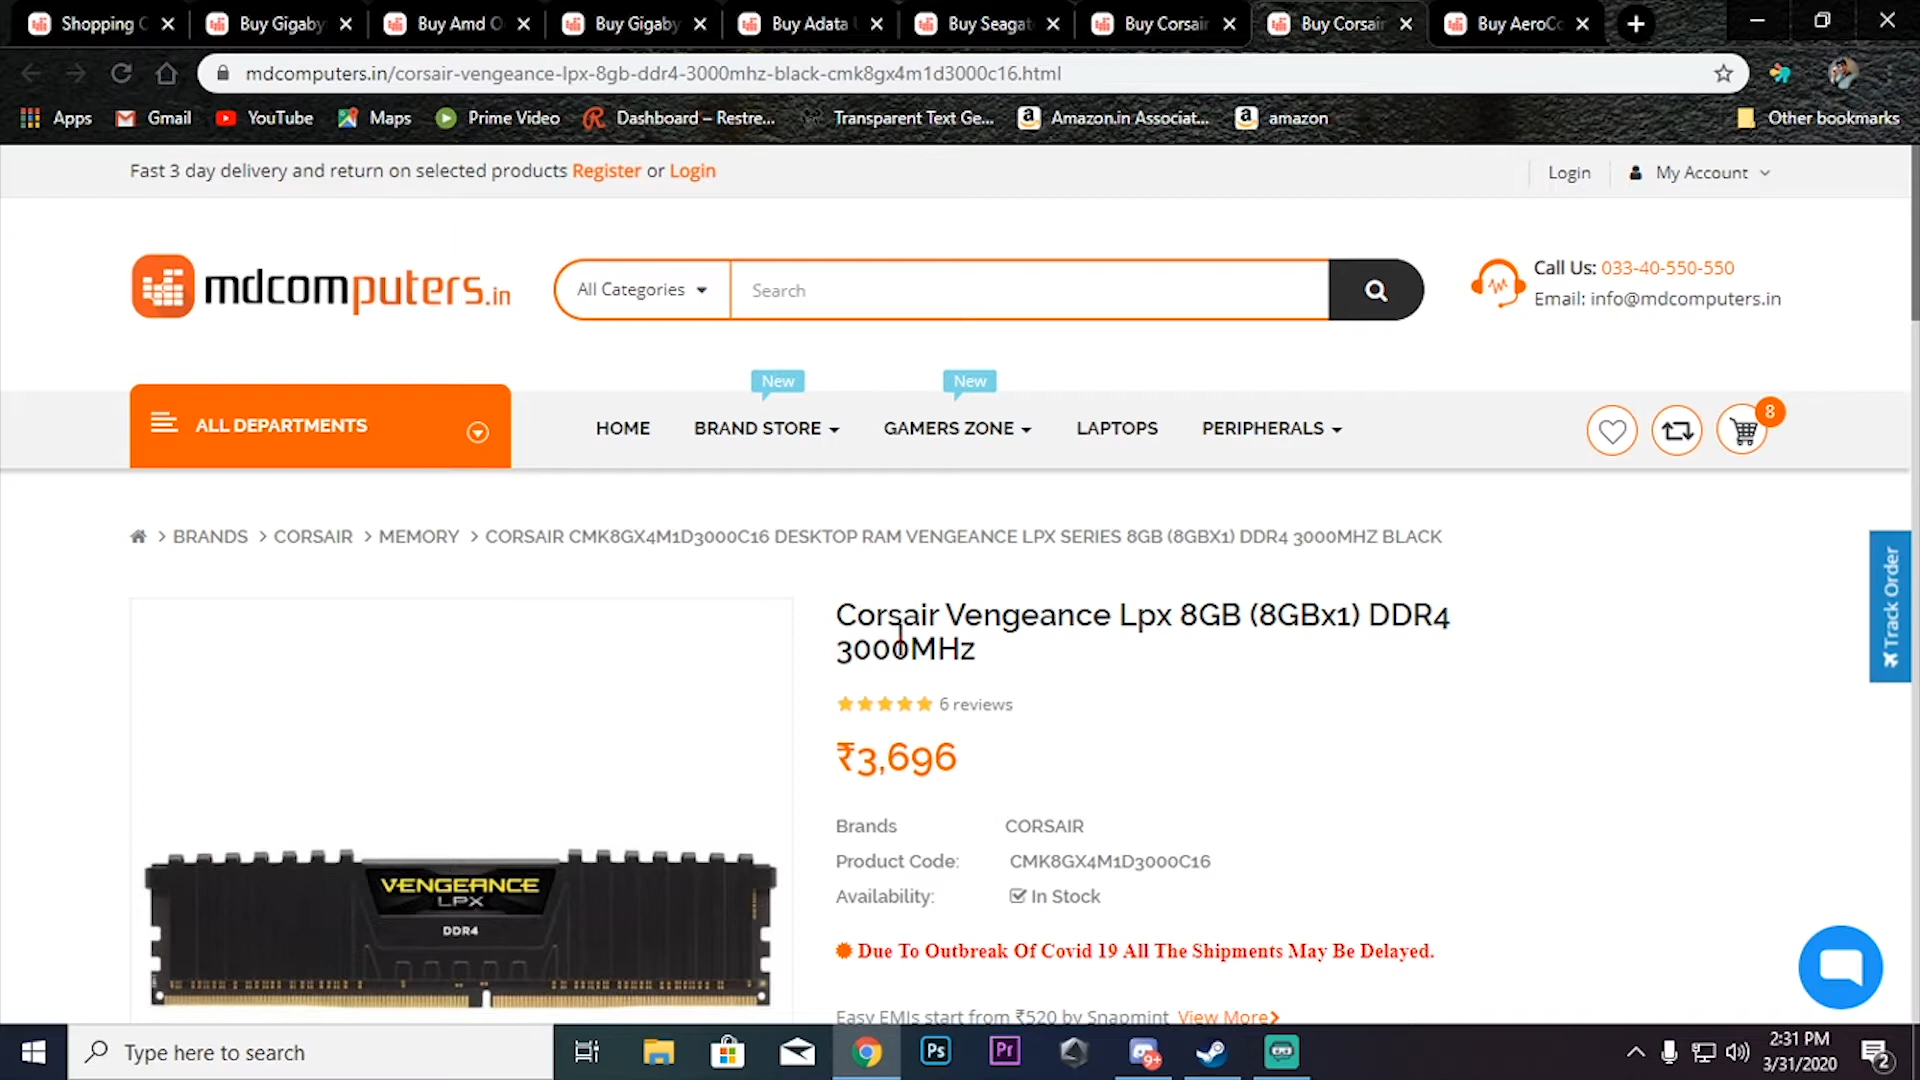 Shopping C
Buy Gigaby
Buy Amd O
Buy Gigaby
Buy Adata
Buy Seagat
Buy Corsair
Buy Corsair
Buy AeroCo
mdcomputers.in/corsair-vengeance-lpx-8gb-ddr4-3000mhz-black-cmk8gx4m1d3000c16.html
Apps Gmail YouTube Maps Prime Video Dashboard – Restre... Transparent Text Ge... Amazon.in Associat... amazon Other bookmarks
Fast 3 day delivery and return on selected products Register or Login
Login My Account
mdcomputers.in
All Categories Search
Call Us: 033-40-550-550
Email: info@mdcomputers.in
New New
ALL DEPARTMENTS
HOME BRAND STORE GAMERS ZONE LAPTOPS PERIPHERALS
8
> BRANDS > CORSAIR > MEMORY > CORSAIR CMK8GX4M1D3000C16 DESKTOP RAM VENGEANCE LPX SERIES 8GB (8GBX1) DDR4 3000MHZ BLACK
Track Order
Corsair Vengeance Lpx 8GB (8GBx1) DDR4
3000MHz
6 reviews
₹3,696
Brands CORSAIR
Product Code: CMK8GX4M1D3000C16
Availability: In Stock
Due To Outbreak Of Covid 19 All The Shipments May Be Delayed.
Easy EMIs start from ₹520 by Snapmint View More>
VENGEANCE
LPX
DDR4
Type here to search
Ps
Pr
9+
2:31 PM
3/31/2020
2